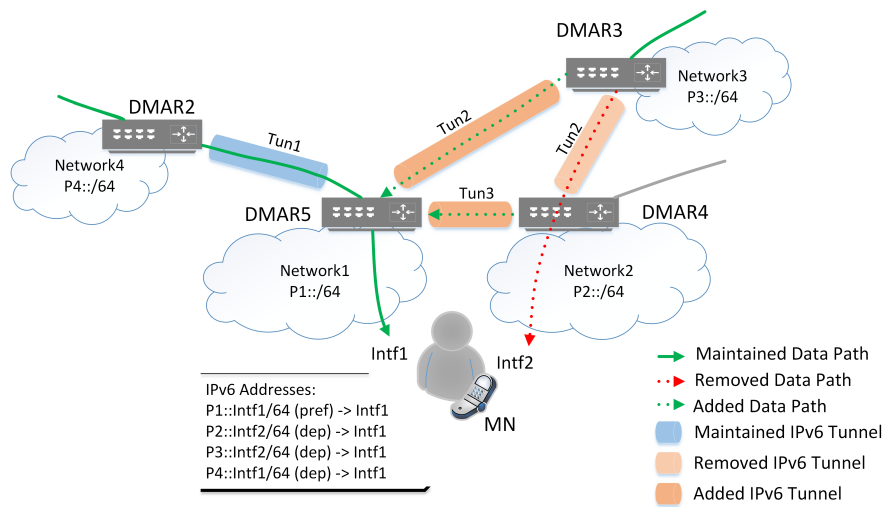 DMAR3
Network3
P3::/64
DMAR2
Network4
P4::/64
Tun1
Tun2
Tun2
Tun3
DMAR5
DMAR4
Network1
P1::/64
Network2
P2::/64
Intf1
Intf2
MN
IPv6 Addresses:
P1::Intf1/64 (pref) -> Intf1
P2::Intf2/64 (dep) -> Intf1
P3::Intf2/64 (dep) -> Intf1
P4::Intf1/64 (dep) -> Intf1
Maintained Data Path
Removed Data Path
Added Data Path
Maintained IPv6 Tunnel
Removed IPv6 Tunnel
Added IPv6 Tunnel